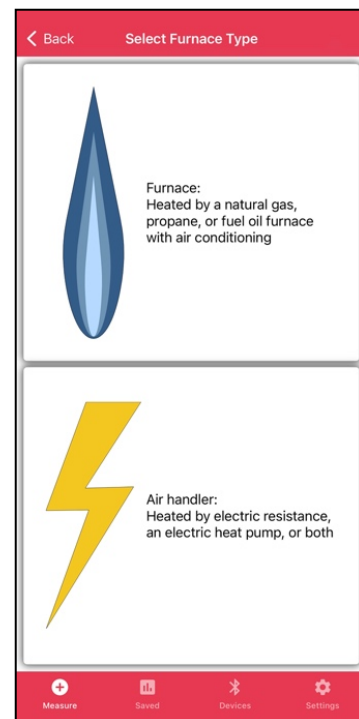 Back
Select Furnace Type
Furnace:
Heated by a natural gas,
propane, or fuel oil furnace
with air conditioning
Air handler:
Heated by electric resistance,
an electric heat pump, or both
Measure
Saved
Devices
Settings